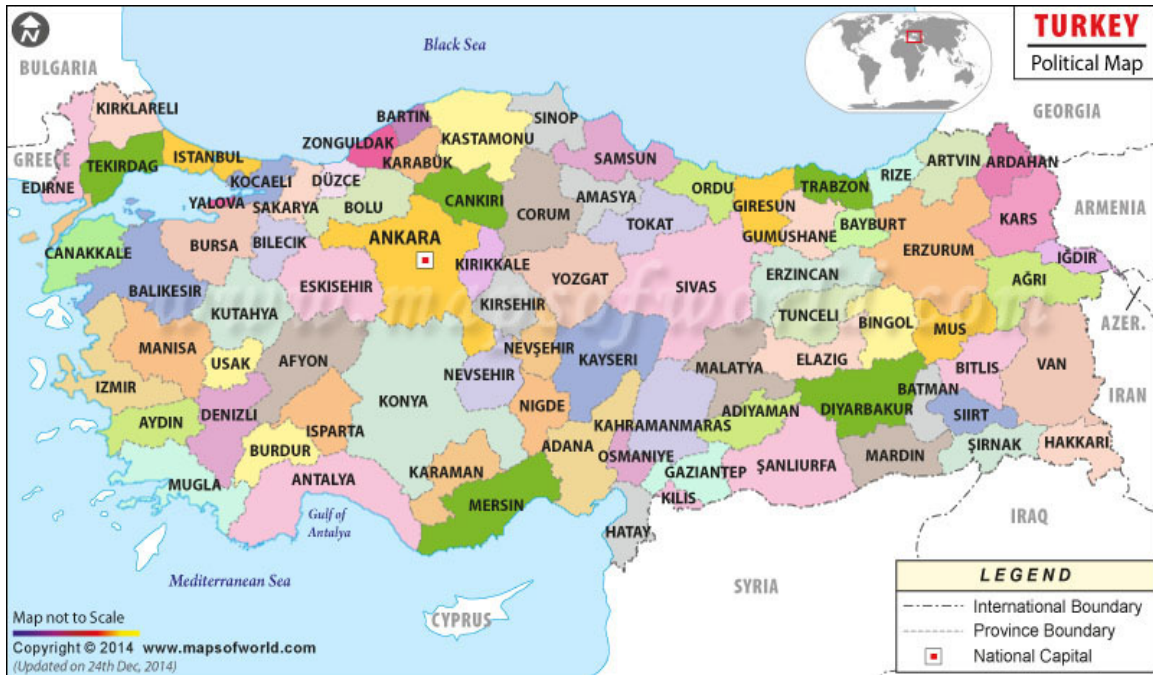 N
Black Sea
TURKEY
Political Map
BULGARIA
GEORGIA
KIRKLARELI
BARTIN
SINOP
ZONGULDAK
KASTAMONU
GREECE
TEKIRDAG
ISTANBUL
KARABÜK
SAMSUN
ARTVIN
ARDAHAN
EDIRNE
KOCAELI
DÜZCE
ORDU
TRABZON
RIZE
YALOVA
SAKARYA
BOLU
CANKIRI
AMASYA
GIRESUN
KARS
ARMENIA
CORUM
TOKAT
BAYBURT
CANAKKALE
BURSA
BILECIK
ANKARA
GUMUSHANE
ERZURUM
KIRIKKALE
IĞDIR
BALIKESIR
ESKISEHIR
YOZGAT
SIVAS
ERZINCAN
AĞRI
KUTAHYA
KIRSEHIR
TUNCELI
BINGOL
MUS
AZER.
www.mapsofworld.com
MANISA
USAK
AFYON
NEVŞEHIR
KAYSERI
MALATYA
ELAZIG
BITLIS
VAN
IZMIR
NEVSEHIR
BATMAN
IRAN
DENIZLI
KONYA
NIGDE
ADIYAMAN
DIYARBAKUR
SIIRT
AYDIN
ISPARTA
KAHRAMANMARAS
BURDUR
ADANA
OSMANIYE
ŞIRNAK
HAKKARI
MUGLA
ANTALYA
KARAMAN
GAZIANTEP
ŞANLIURFA
MARDIN
MERSIN
KILIS
Gulf of
Antalya
HATAY
IRAQ
Mediterranean Sea
SYRIA
CYPRUS
LEGEND
International Boundary
Province Boundary
National Capital
Map not to Scale
Copyright © 2014 www.mapsofworld.com
(Updated on 24th Dec, 2014)